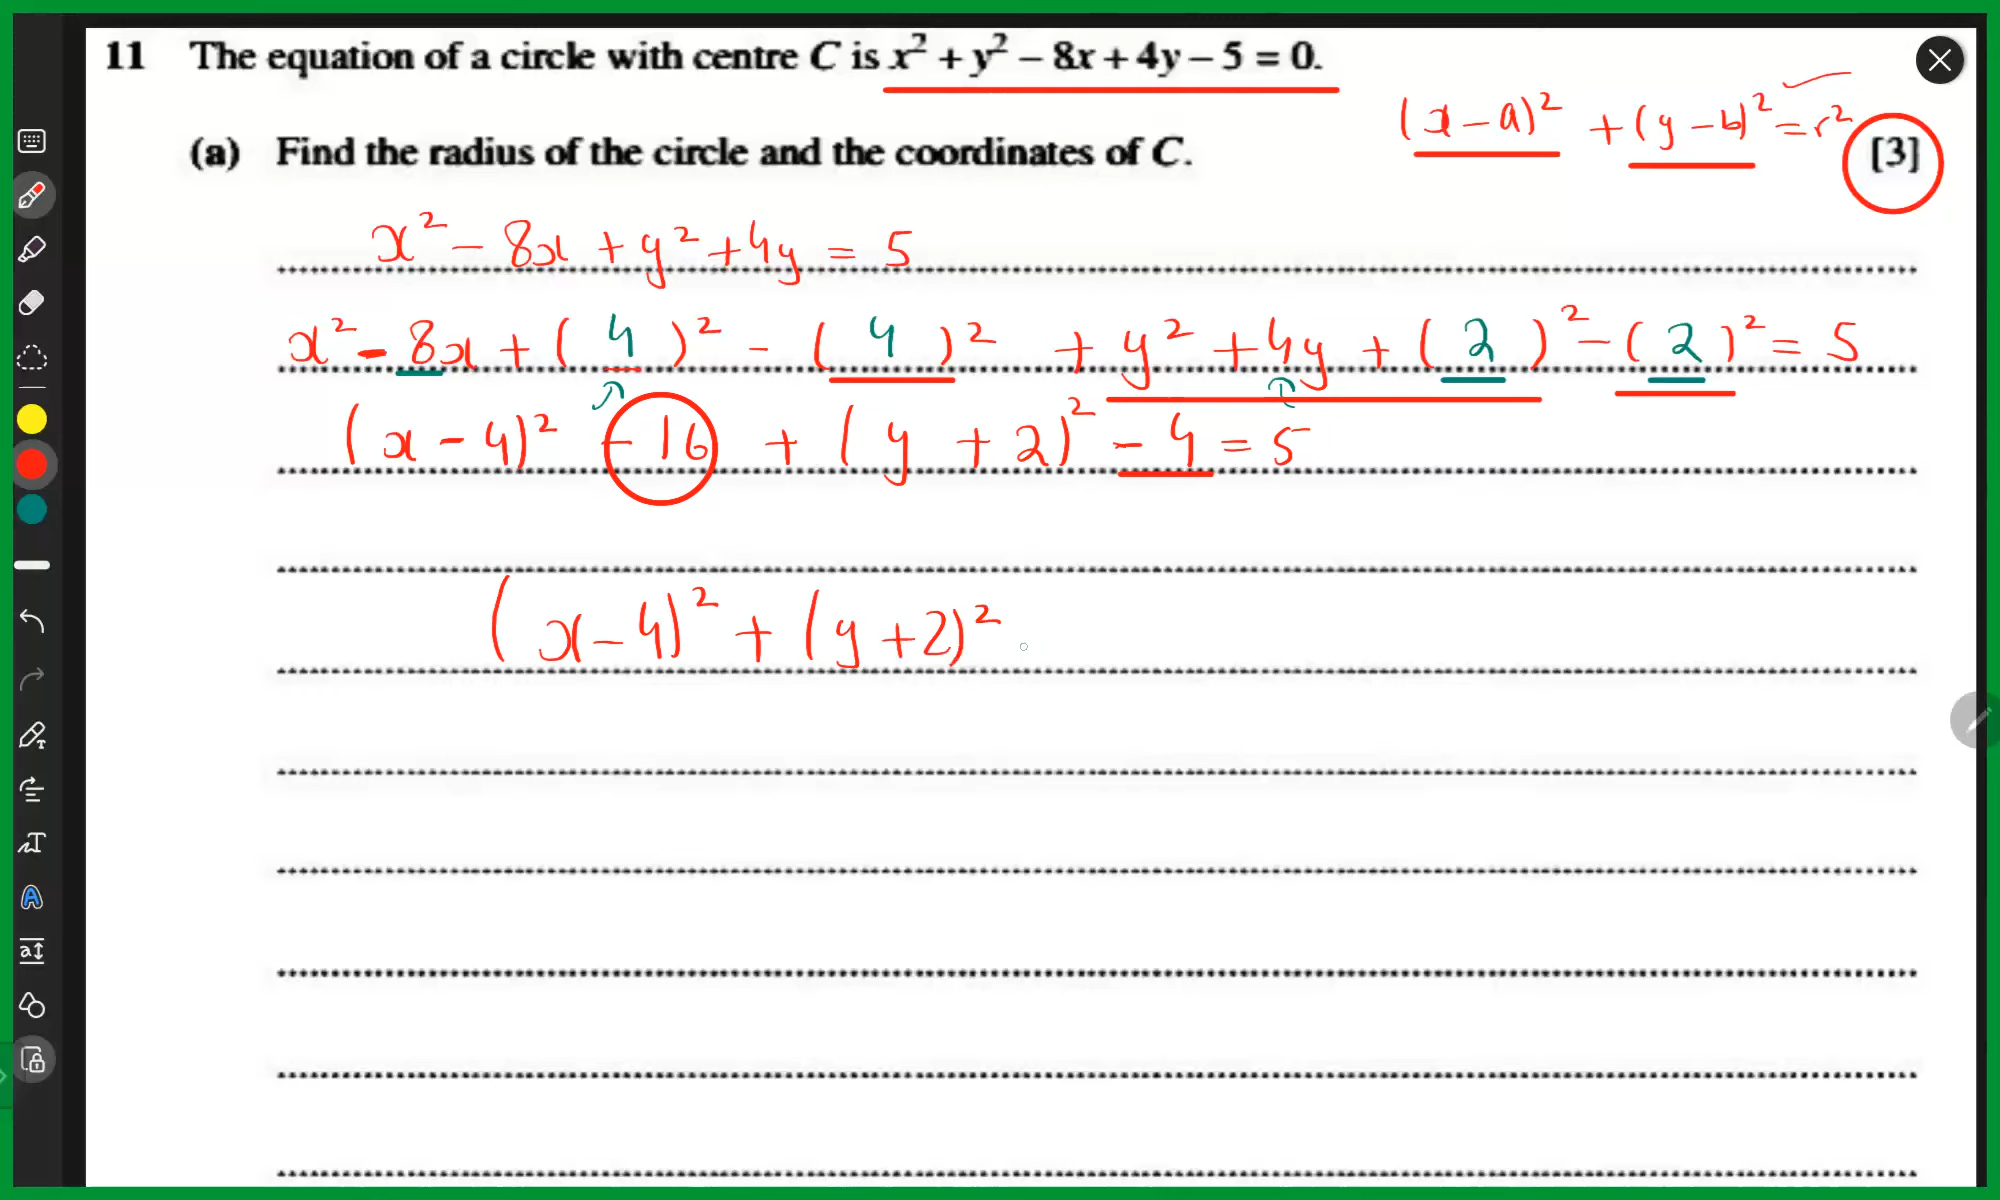 11 The equation of a circle with centre C is x² + y² − 8x + 4y − 5 = 0.
(x − a)² + (y − b)² = r²
(a) Find the radius of the circle and the coordinates of C. [3]
x² − 8x + y² + 4y = 5
x² − 8x + ( 4 )² − ( 4 )² + y² + 4y + ( 2 )² − ( 2 )² = 5
(x − 4)² − 16 + (y + 2)² − 4 = 5
(x − 4)² + (y + 2)²